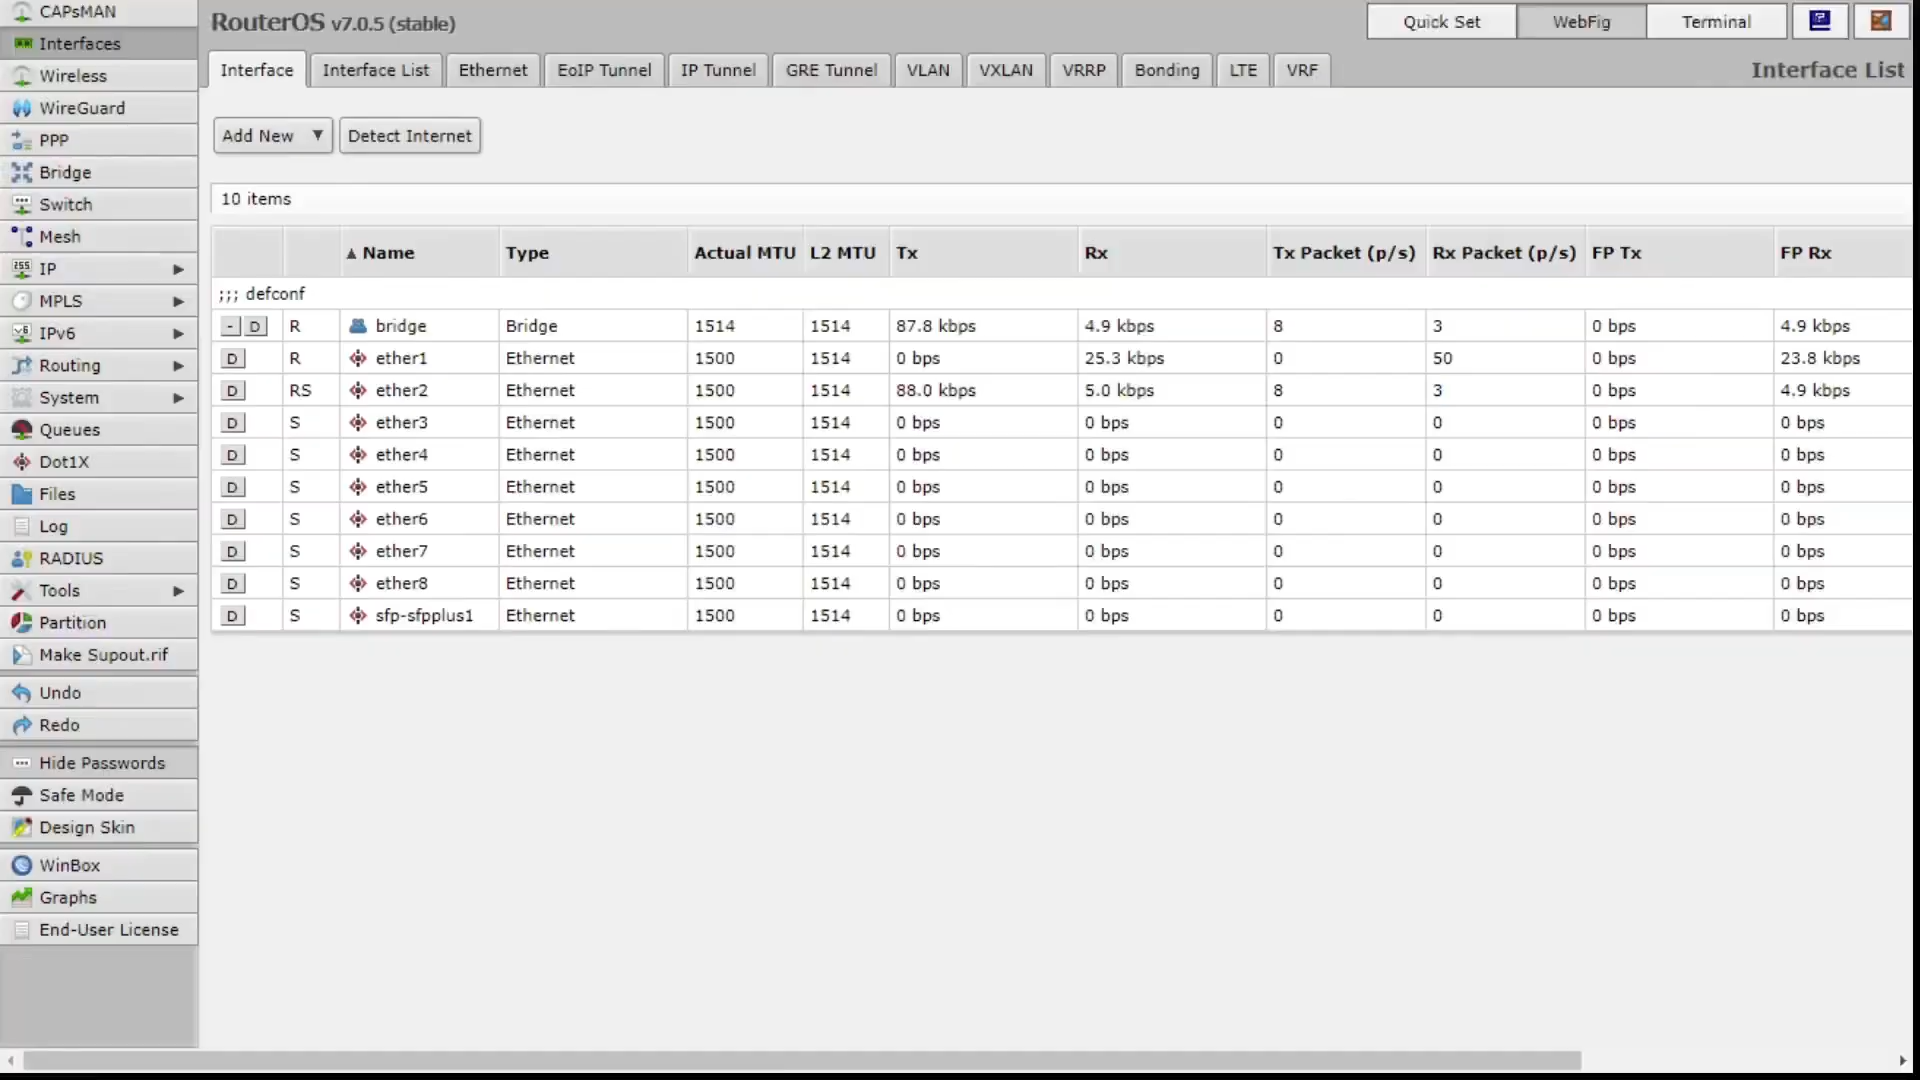 CAPsMAN
Interfaces
Wireless
WireGuard
PPP
Bridge
Switch
Mesh
IP
MPLS
IPv6
Routing
System
Queues
Dot1X
Files
Log
RADIUS
Tools
Partition
Make Supout.rif
Undo
Redo
Hide Passwords
Safe Mode
Design Skin
WinBox
Graphs
End-User License
RouterOS v7.0.5 (stable)
Quick Set WebFig Terminal
Interface Interface List Ethernet EoIP Tunnel IP Tunnel GRE Tunnel VLAN VXLAN VRRP Bonding LTE VRF Interface List
Add New ▼ Detect Internet
10 items
▲ Name Type Actual MTU L2 MTU Tx Rx Tx Packet (p/s) Rx Packet (p/s) FP Tx FP Rx
;;; defconf
- D R bridge Bridge 1514 1514 87.8 kbps 4.9 kbps 8 3 0 bps 4.9 kbps
D R ether1 Ethernet 1500 1514 0 bps 25.3 kbps 0 50 0 bps 23.8 kbps
D RS ether2 Ethernet 1500 1514 88.0 kbps 5.0 kbps 8 3 0 bps 4.9 kbps
D S ether3 Ethernet 1500 1514 0 bps 0 bps 0 0 0 bps 0 bps
D S ether4 Ethernet 1500 1514 0 bps 0 bps 0 0 0 bps 0 bps
D S ether5 Ethernet 1500 1514 0 bps 0 bps 0 0 0 bps 0 bps
D S ether6 Ethernet 1500 1514 0 bps 0 bps 0 0 0 bps 0 bps
D S ether7 Ethernet 1500 1514 0 bps 0 bps 0 0 0 bps 0 bps
D S ether8 Ethernet 1500 1514 0 bps 0 bps 0 0 0 bps 0 bps
D S sfp-sfpplus1 Ethernet 1500 1514 0 bps 0 bps 0 0 0 bps 0 bps